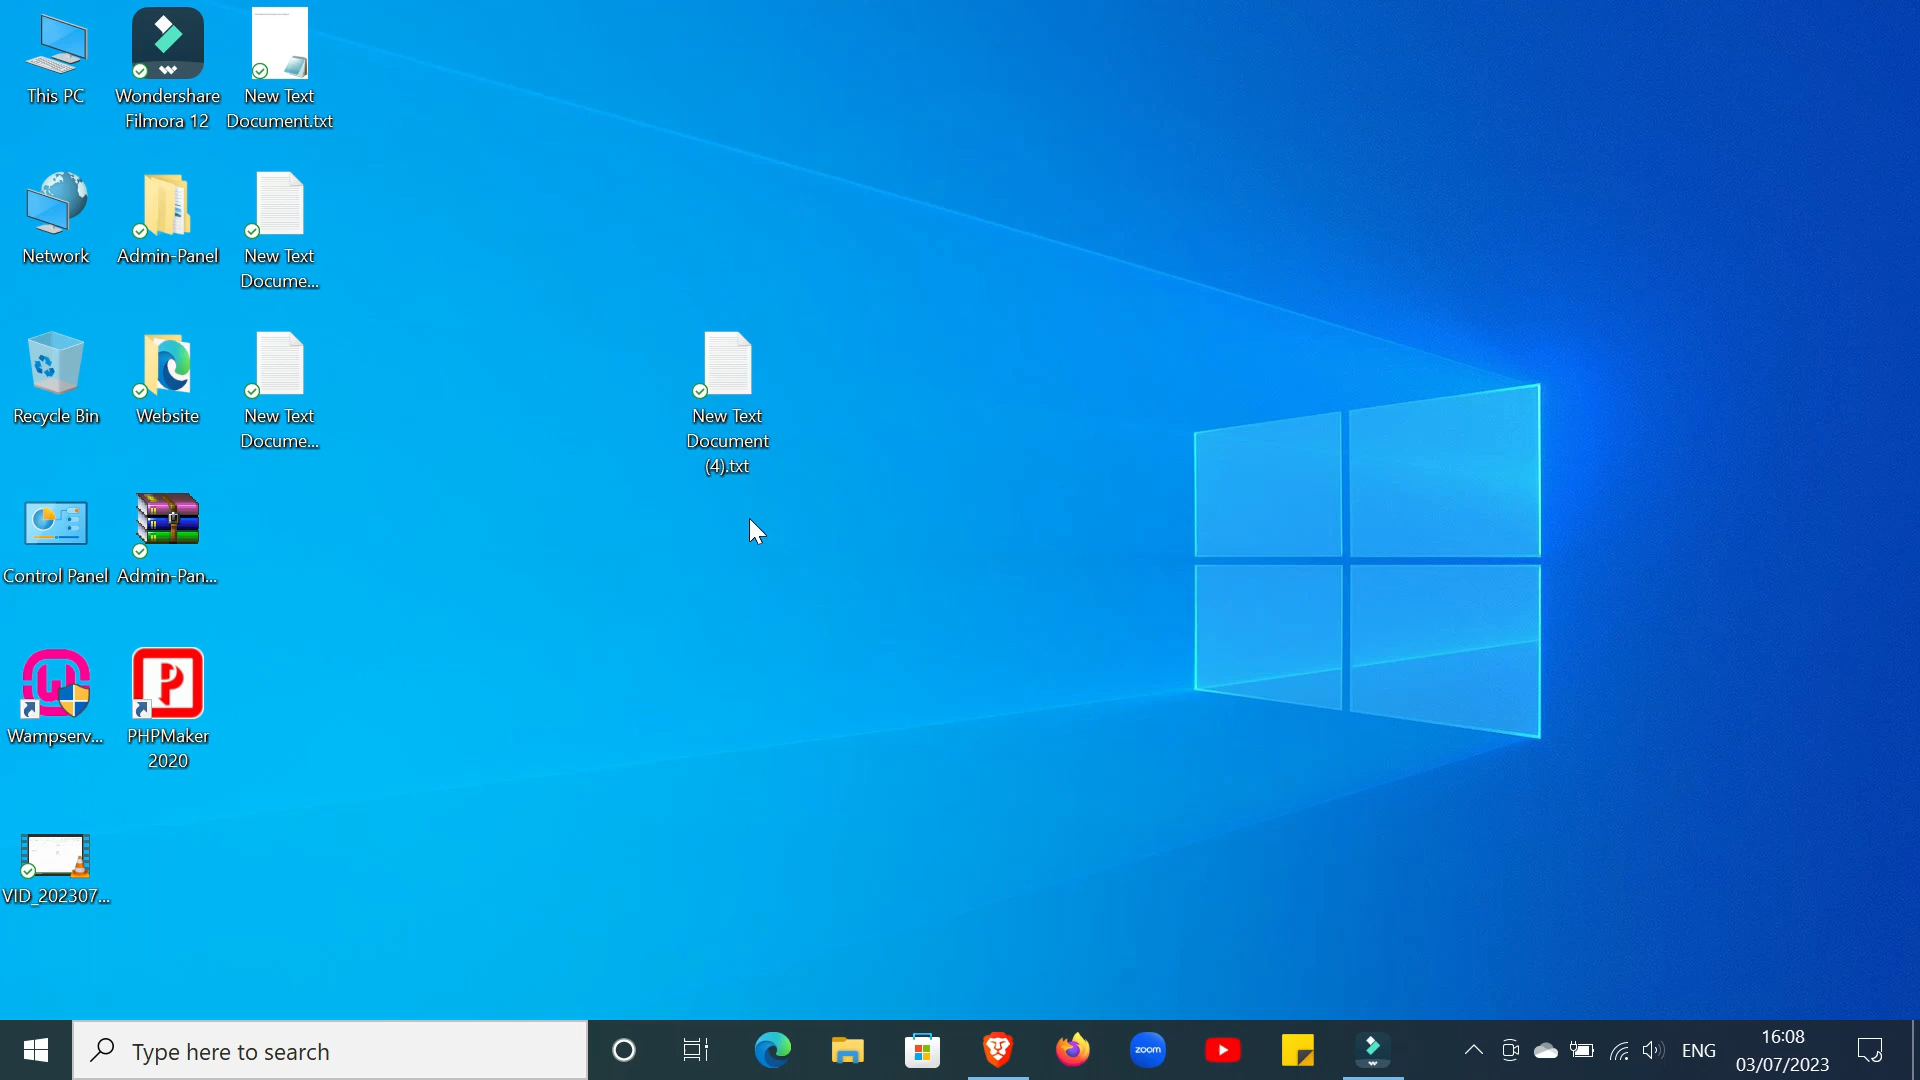 This PC
Wondershare
Filmora 12
New Text
Document.txt
Network
Admin-Panel
New Text
Docume...
Recycle Bin
Website
New Text
Docume...
New Text
Document
(4).txt
Control Panel
Admin-Pan...
Wampserv...
PHPMaker
2020
VID_202307...
Type here to search
zoom
ENG
16:08
03/07/2023